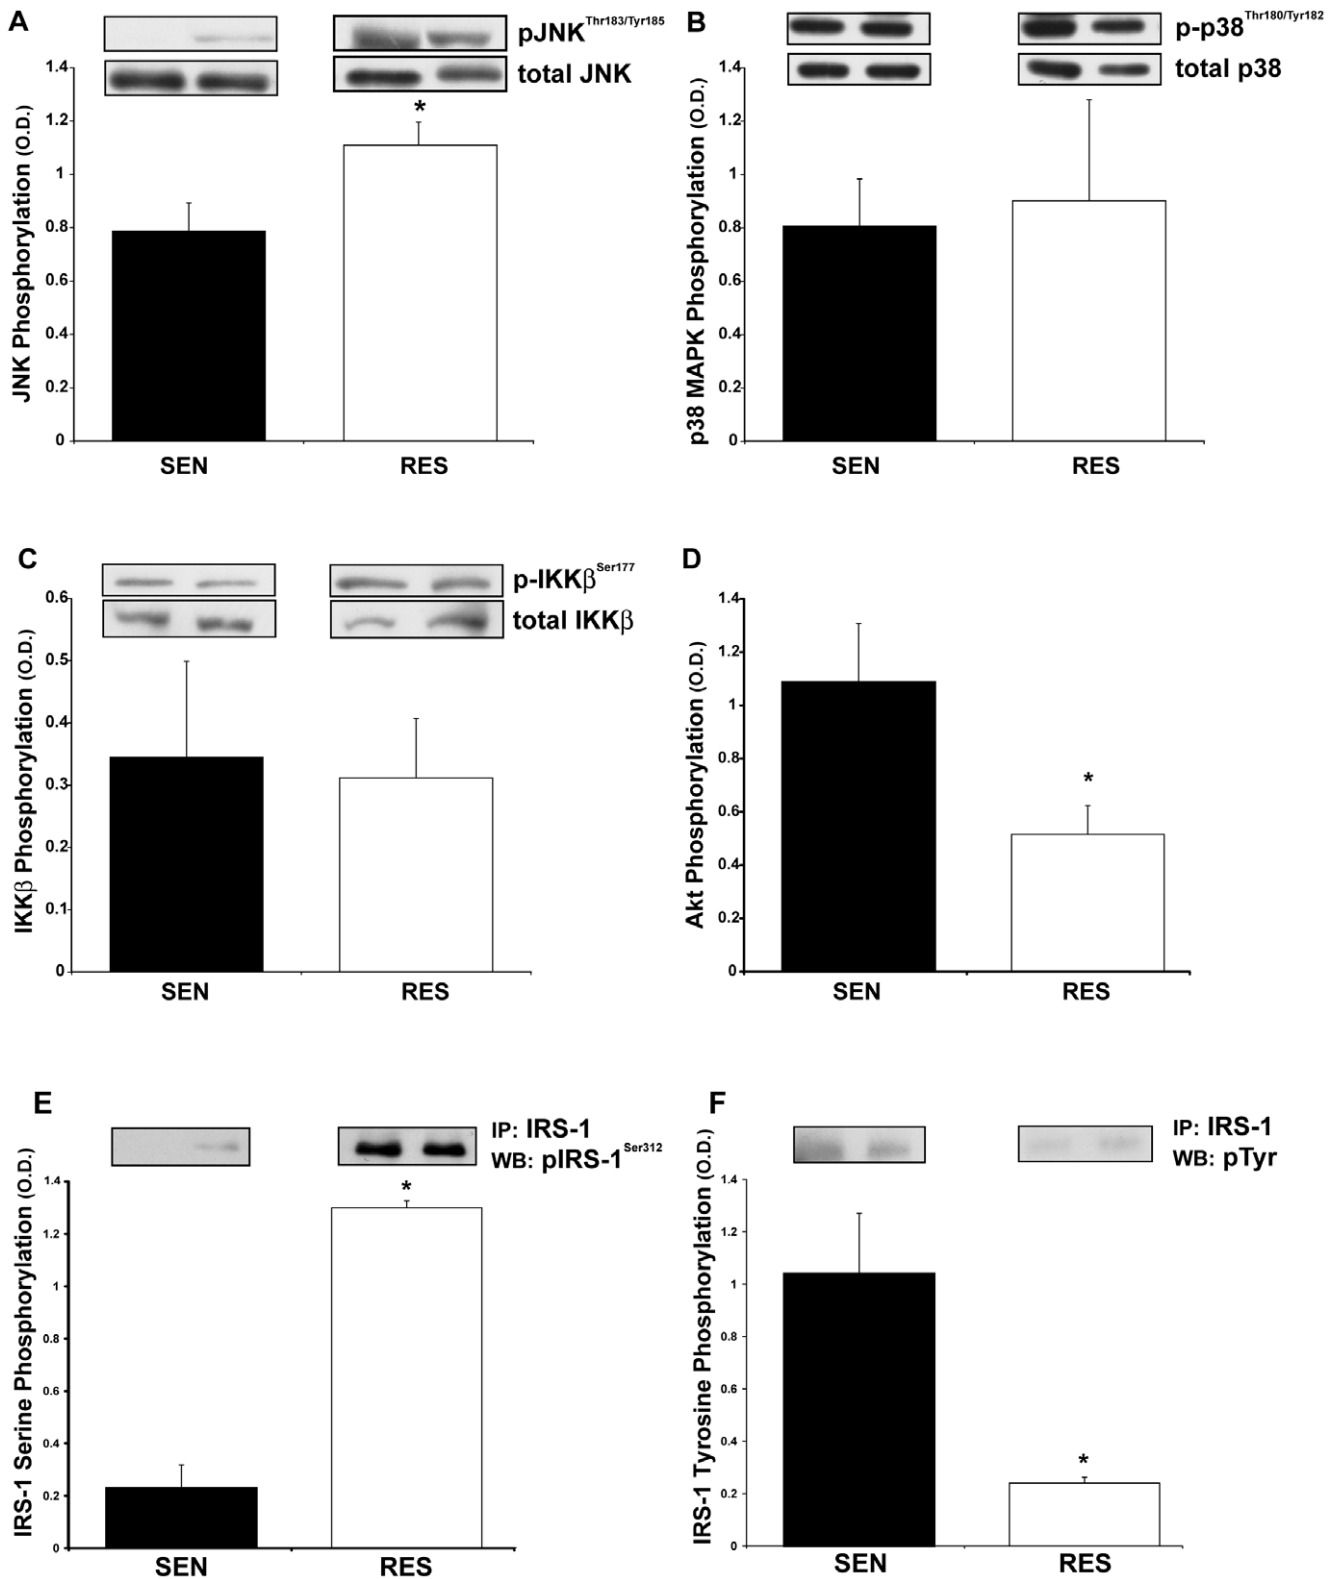 A
pJNK Thr183/Tyr185
total JNK
*
JNK Phosphorylation (O.D.)
1.4
1.2
1
0.8
0.6
0.4
0.2
0
SEN RES
B
p-p38 Thr180/Tyr182
total p38
p38 MAPK Phosphorylation (O.D.)
1.4
1.2
1
0.8
0.6
0.4
0.2
0
SEN RES
C
p-IKKβ Ser177
total IKKβ
IKKβ Phosphorylation (O.D.)
0.6
0.5
0.4
0.3
0.2
0.1
0
SEN RES
D
Akt Phosphorylation (O.D.)
1.4
1.2
1
0.8
0.6
0.4
0.2
0
*
SEN RES
E
IP: IRS-1
WB: pIRS-1 Ser312
*
IRS-1 Serine Phosphorylation (O.D.)
1.4
1.2
1
0.8
0.6
0.4
0.2
0
SEN RES
F
IP: IRS-1
WB: pTyr
IRS-1 Tyrosine Phosphorylation (O.D.)
1.4
1.2
1
0.8
0.6
0.4
0.2
0
*
SEN RES